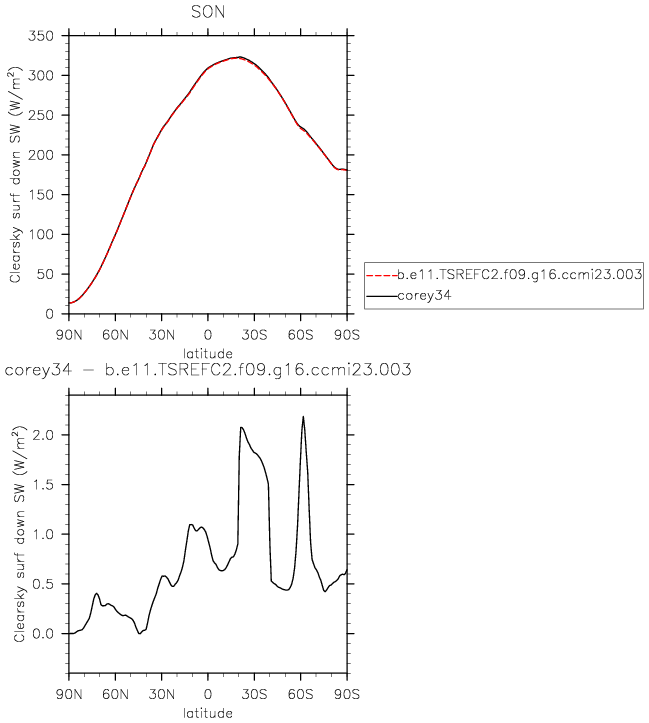 SON
Clearsky surf down SW (W/m²)
350
300
250
200
150
100
50
0
90N 60N 30N 0 30S 60S 90S
latitude
b.e11.TSREFC2.f09.g16.ccmi23.003
corey34
corey34 − b.e11.TSREFC2.f09.g16.ccmi23.003
Clearsky surf down SW (W/m²)
2.0
1.5
1.0
0.5
0.0
90N 60N 30N 0 30S 60S 90S
latitude